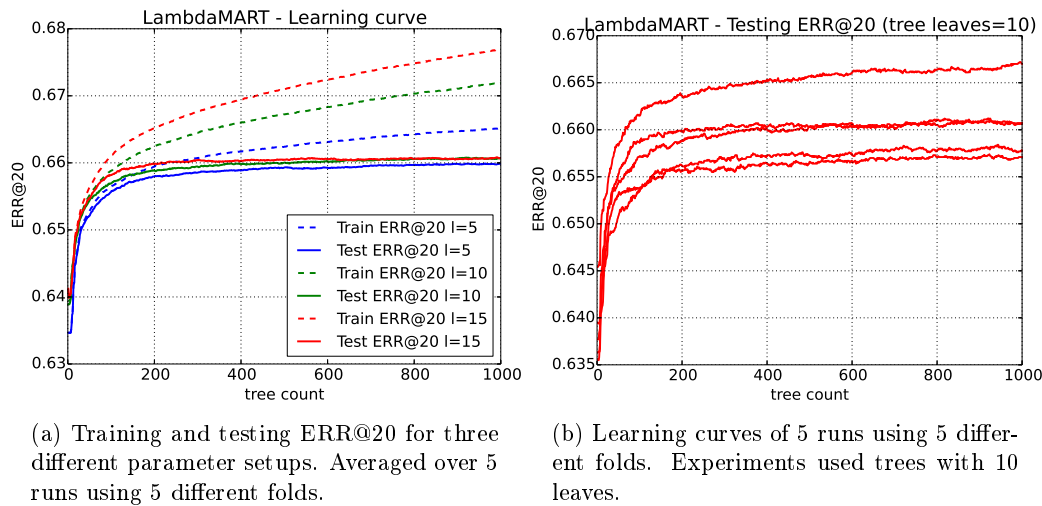 LambdaMART - Learning curve
0.68
0.67
0.66
0.65
0.64
0.63
ERR@20
0 200 400 600 800 1000
tree count
Train ERR@20 l=5
Test ERR@20 l=5
Train ERR@20 l=10
Test ERR@20 l=10
Train ERR@20 l=15
Test ERR@20 l=15
(a) Training and testing ERR@20 for three
different parameter setups. Averaged over 5
runs using 5 different folds.
LambdaMART - Testing ERR@20 (tree leaves=10)
0.670
0.665
0.660
0.655
0.650
0.645
0.640
0.635
ERR@20
0 200 400 600 800 1000
tree count
(b) Learning curves of 5 runs using 5 differ-
ent folds. Experiments used trees with 10
leaves.